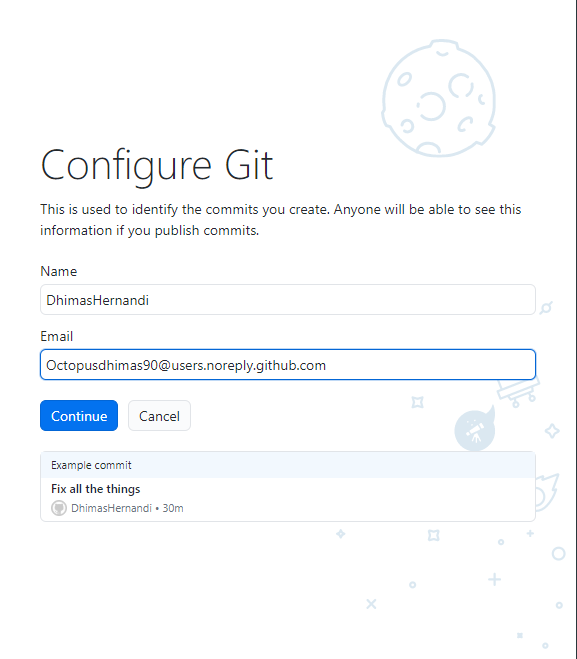 Configure Git
This is used to identify the commits you create. Anyone will be able to see this
information if you publish commits.
Name
DhimasHernandi
Email
Octopusdhimas90@users.noreply.github.com
Continue Cancel
Example commit
Fix all the things
DhimasHernandi • 30m